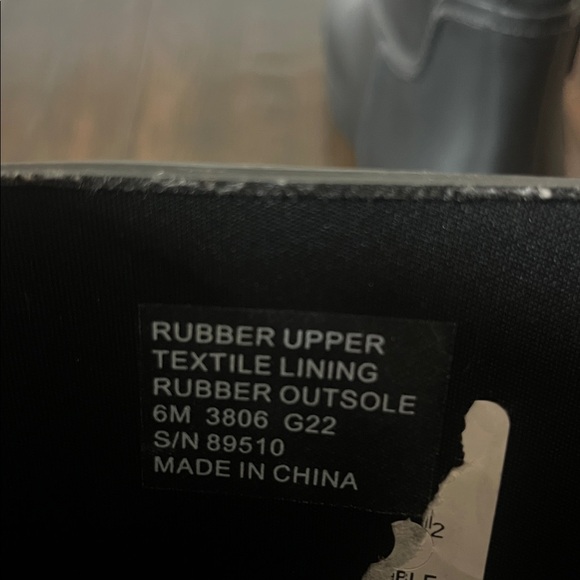 RUBBER UPPER
TEXTILE LINING
RUBBER OUTSOLE
6M 3806 G22
S/N 89510
MADE IN CHINA